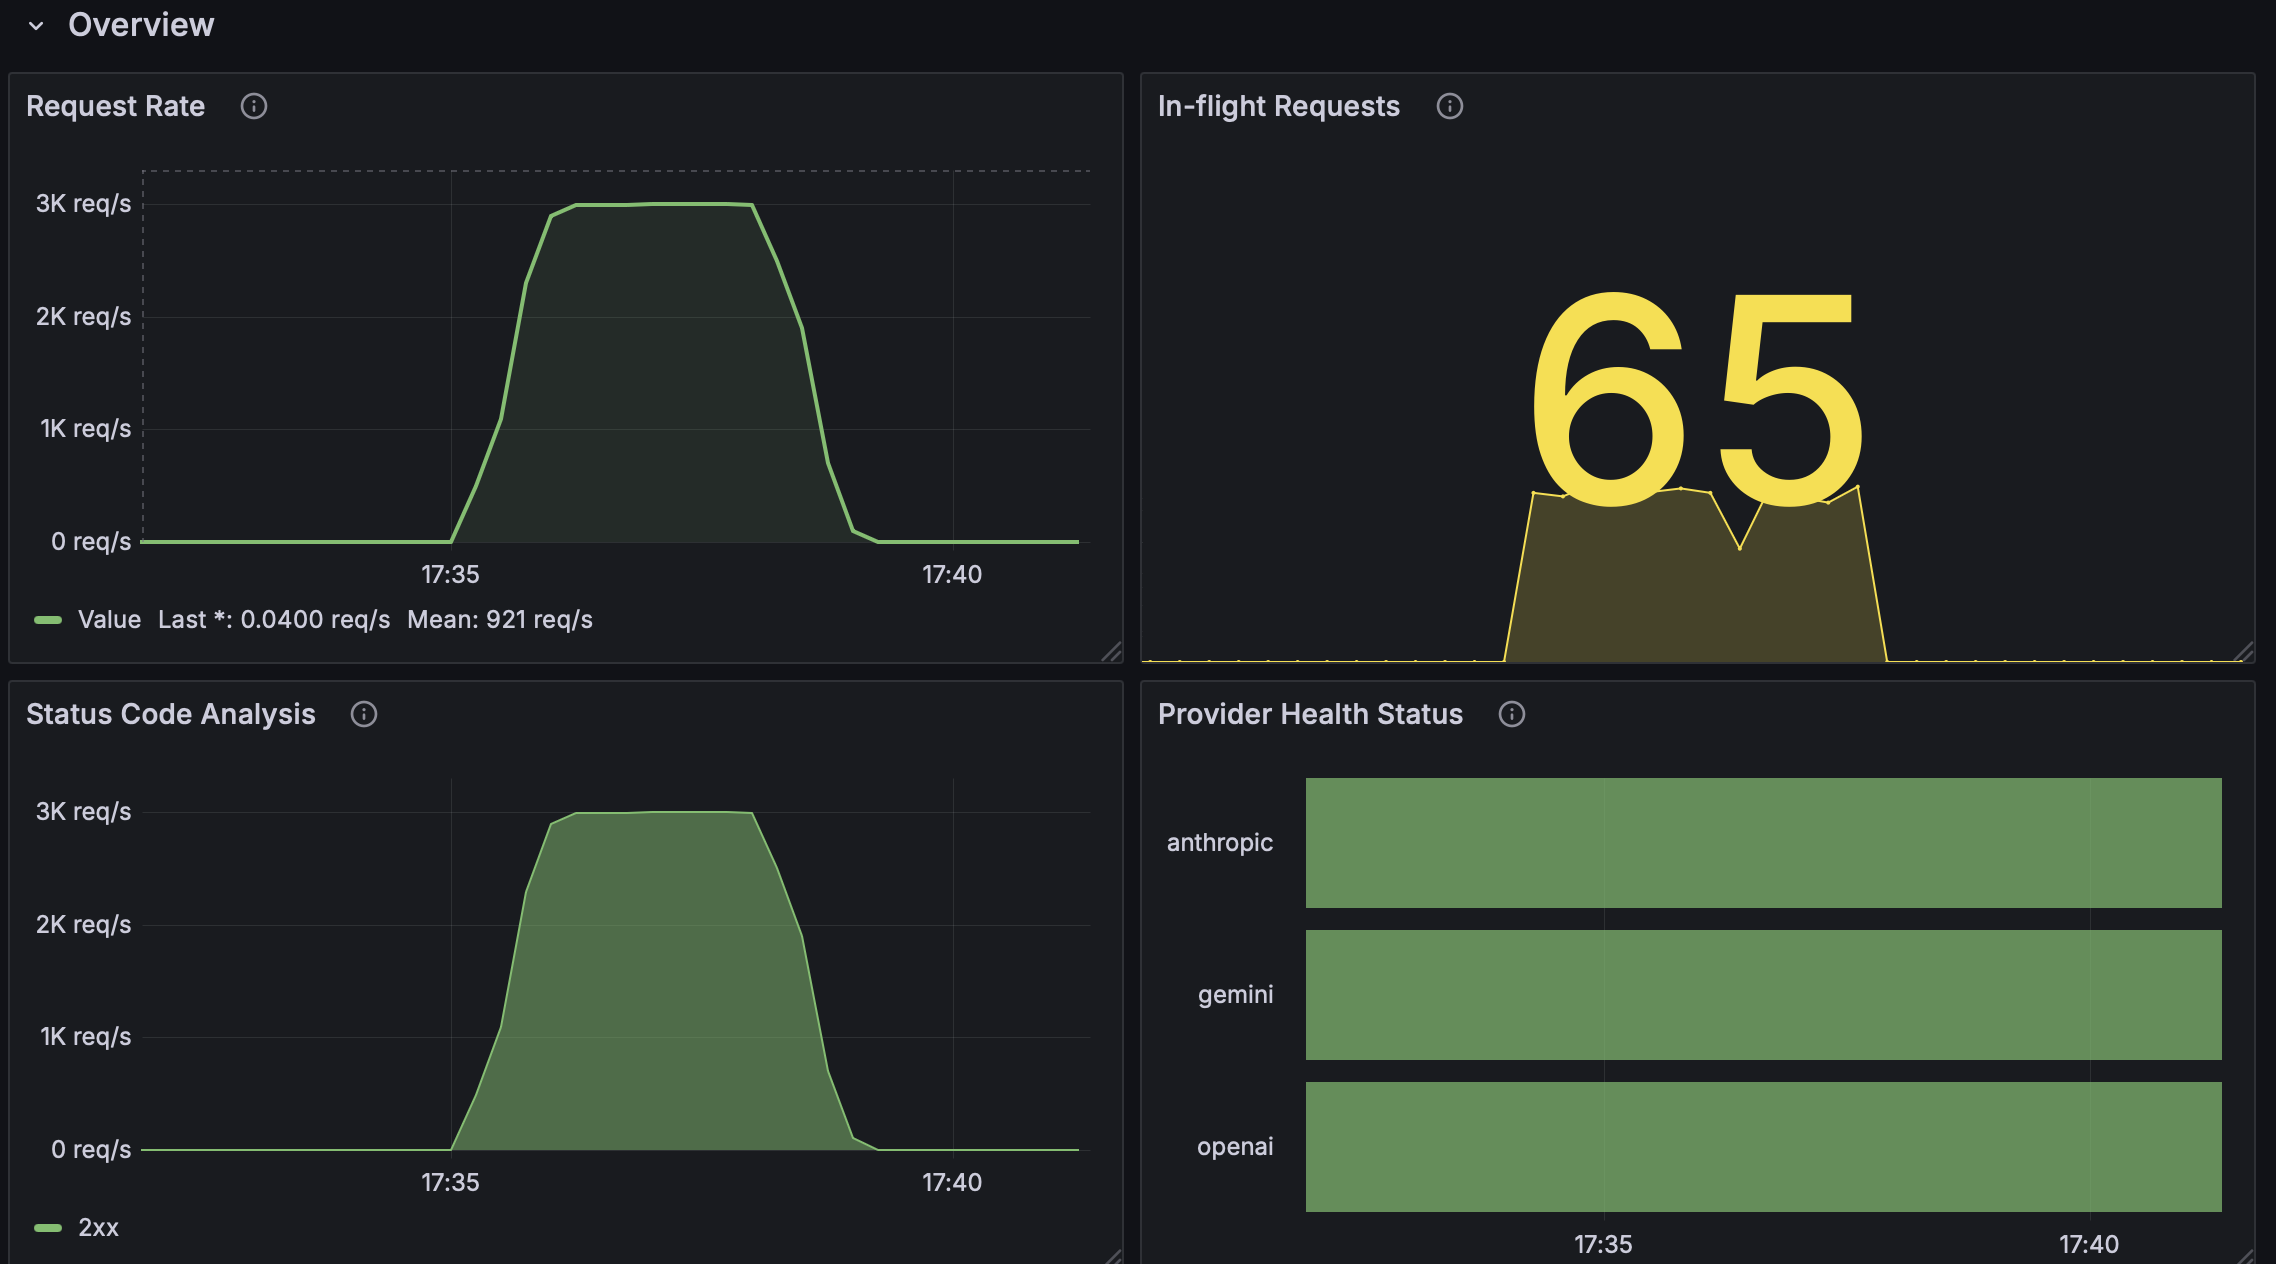 Overview
Request Rate
3K req/s
2K req/s
1K req/s
0 req/s
17:35 17:40
Value Last *: 0.0400 req/s Mean: 921 req/s
In-flight Requests
65
Status Code Analysis
3K req/s
2K req/s
1K req/s
0 req/s
17:35 17:40
2xx
Provider Health Status
anthropic
gemini
openai
17:35 17:40